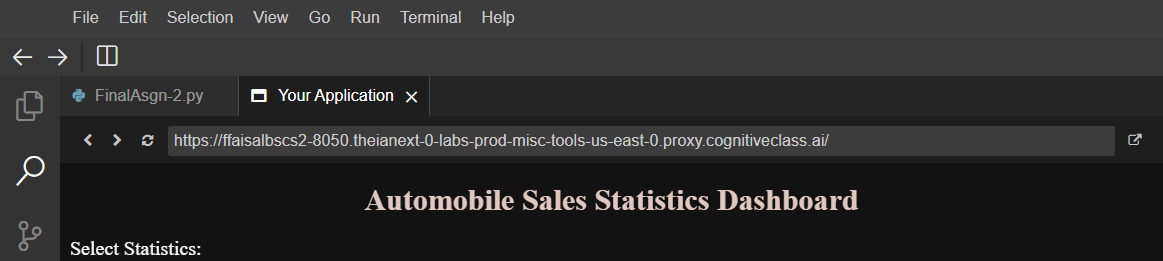 File Edit Selection View Go Run Terminal Help
FinalAsgn-2.py Your Application
https://ffaisalbscs2-8050.theianext-0-labs-prod-misc-tools-us-east-0.proxy.cognitiveclass.ai/
Automobile Sales Statistics Dashboard
Select Statistics: